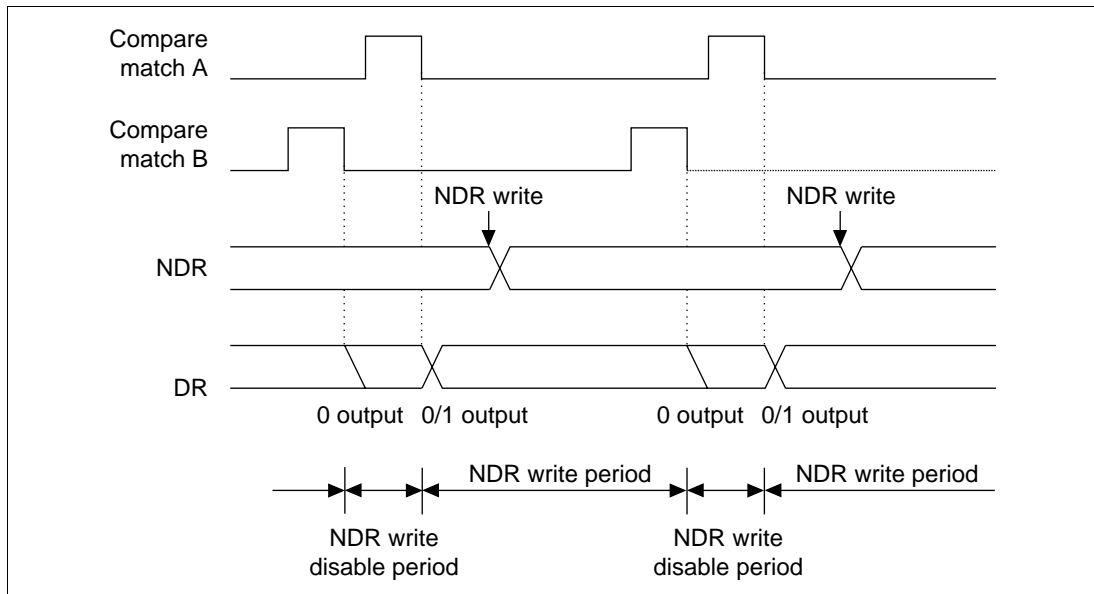 Compare
match A
Compare
match B
NDR write
NDR write
NDR
DR
0 output
0/1 output
0 output
0/1 output
NDR write period
NDR write period
NDR write
disable period
NDR write
disable period